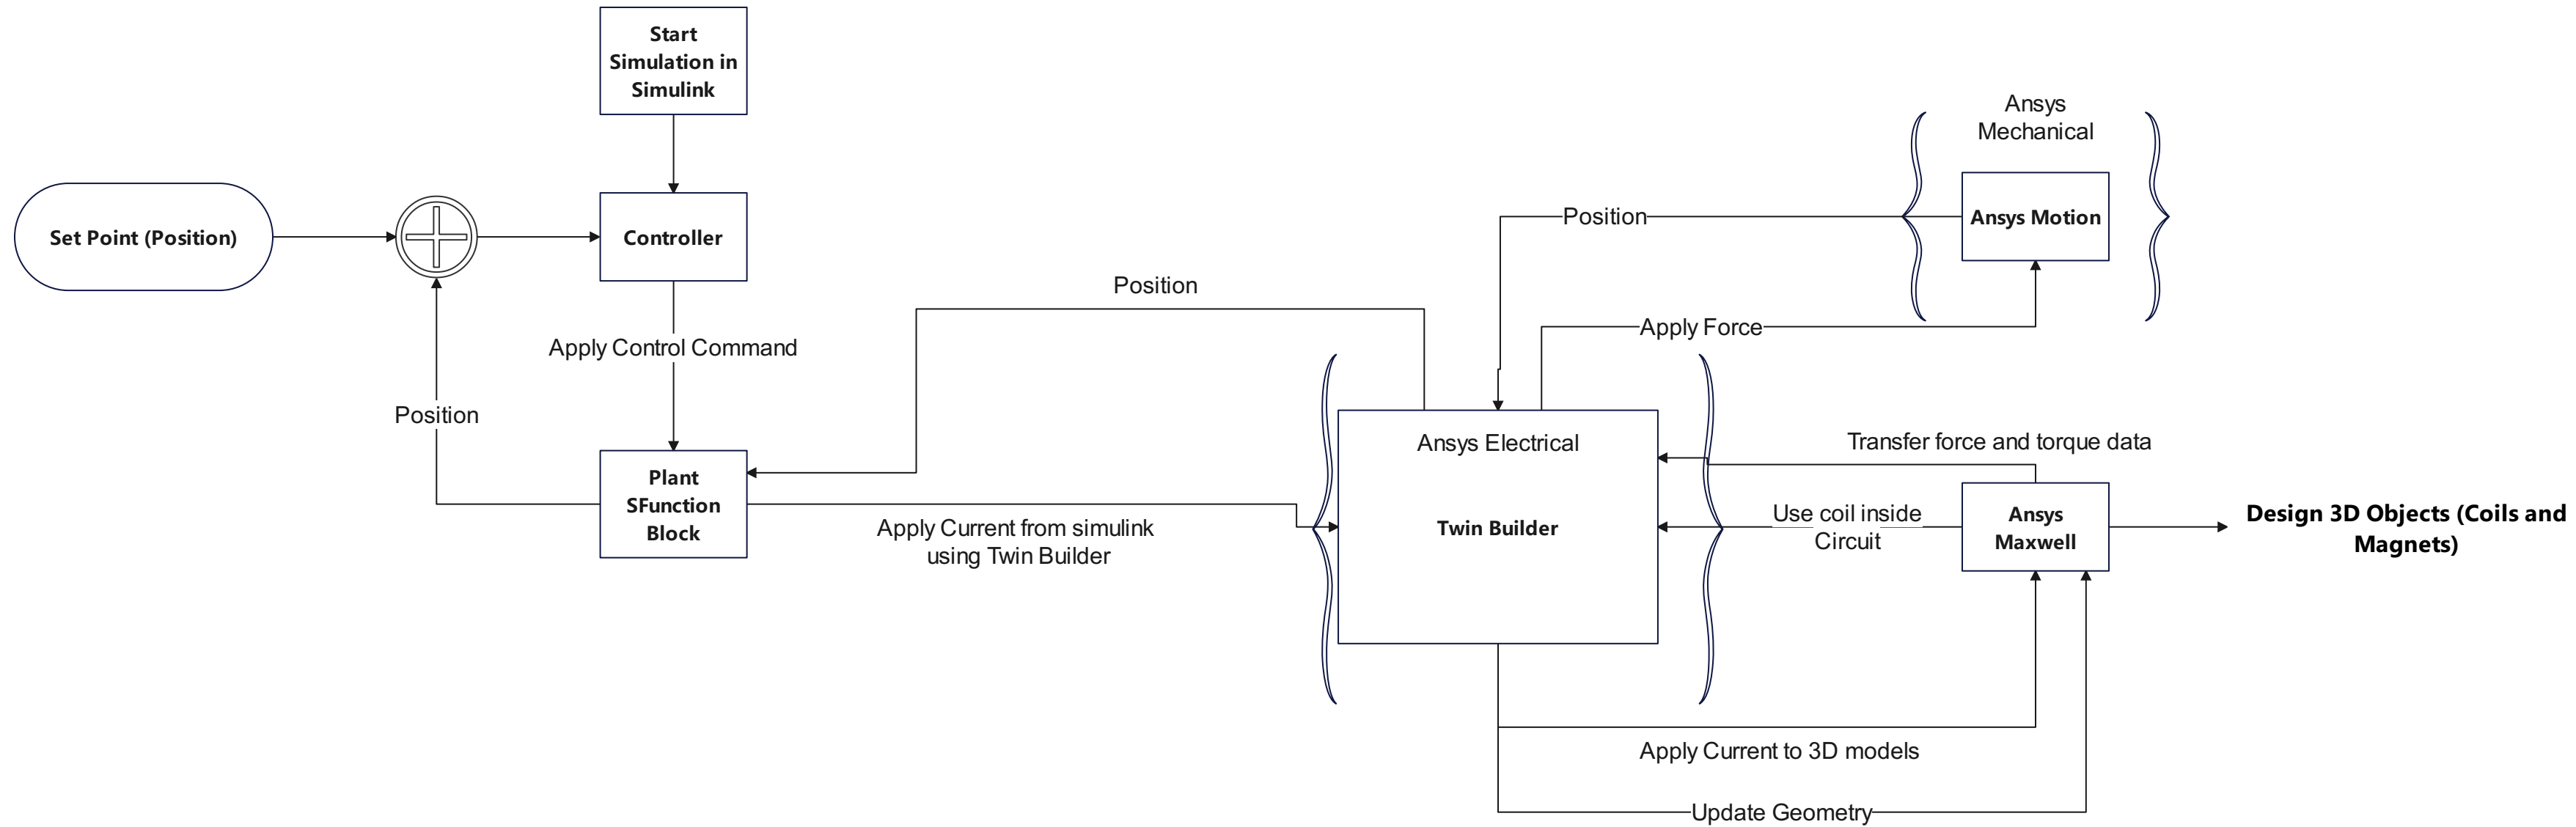 Start
Simulation in
Simulink
Ansys
Mechanical
Set Point (Position)
Controller
Position
Ansys Motion
Position
Apply Force
Apply Control Command
Position
Ansys Electrical
Transfer force and torque data
Plant
SFunction
Block
Apply Current from simulink
using Twin Builder
Twin Builder
Use coil inside
Circuit
Ansys
Maxwell
Design 3D Objects (Coils and
Magnets)
Apply Current to 3D models
Update Geometry